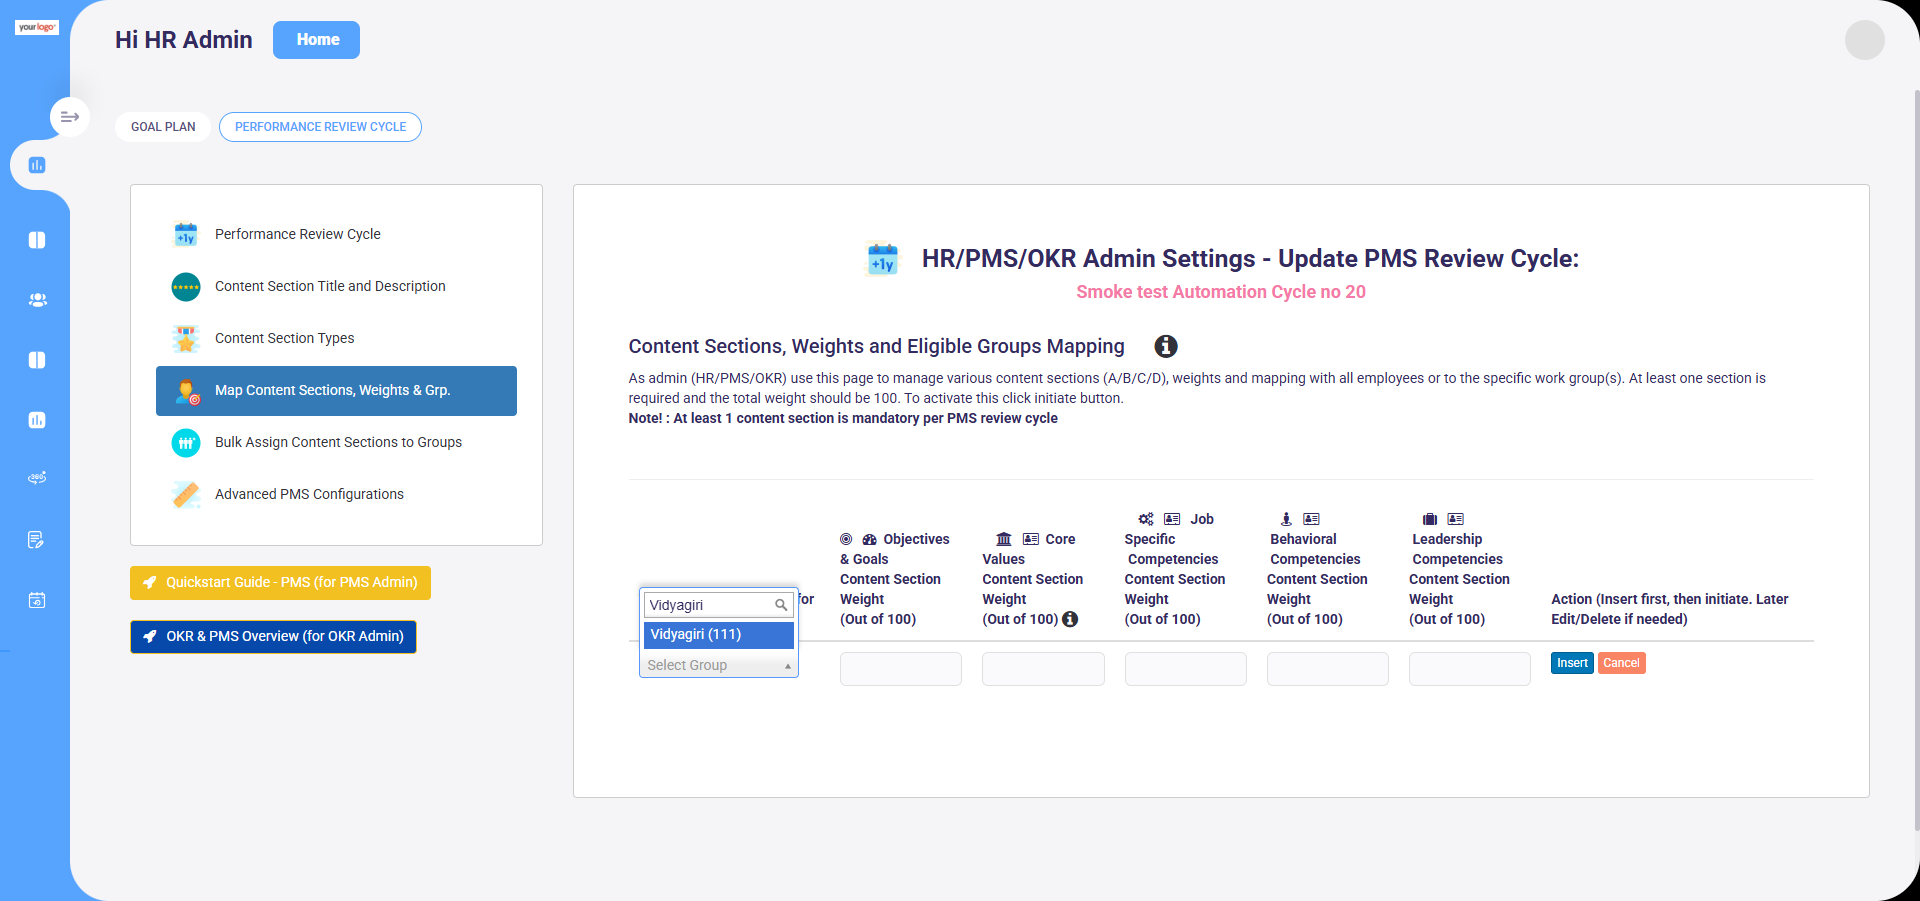 your logo
Hi HR Admin
Home
GOAL PLAN
PERFORMANCE REVIEW CYCLE
Performance Review Cycle
Content Section Title and Description
Content Section Types
Map Content Sections, Weights & Grp.
Bulk Assign Content Sections to Groups
Advanced PMS Configurations
Quickstart Guide - PMS (for PMS Admin)
OKR & PMS Overview (for OKR Admin)
+1y
HR/PMS/OKR Admin Settings - Update PMS Review Cycle:
Smoke test Automation Cycle no 20
Content Sections, Weights and Eligible Groups Mapping
As admin (HR/PMS/OKR) use this page to manage various content sections (A/B/C/D), weights and mapping with all employees or to the specific work group(s). At least one section is
required and the total weight should be 100. To activate this click initiate button.
Note! : At least 1 content section is mandatory per PMS review cycle
for
Objectives
& Goals
Content Section
Weight
(Out of 100)
Core
Values
Content Section
Weight
(Out of 100)
Job
Specific
Competencies
Content Section
Weight
(Out of 100)
Behavioral
Competencies
Content Section
Weight
(Out of 100)
Leadership
Competencies
Content Section
Weight
(Out of 100)
Action (Insert first, then initiate. Later
Edit/Delete if needed)
Vidyagiri
Vidyagiri (111)
Select Group
Insert
Cancel
+1y
360